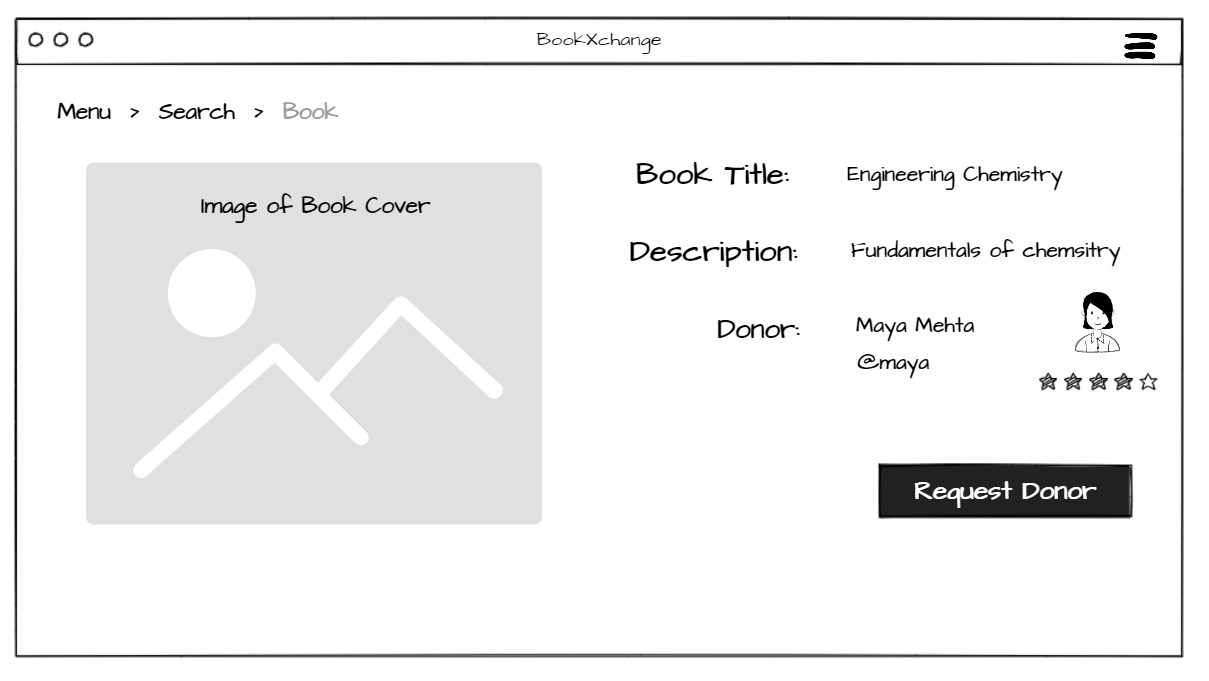 BookXchange
Menu > Search > Book
Image of Book Cover
Book Title: Engineering Chemistry
Description: Fundamentals of chemsitry
Donor: Maya Mehta
@maya
Request Donor